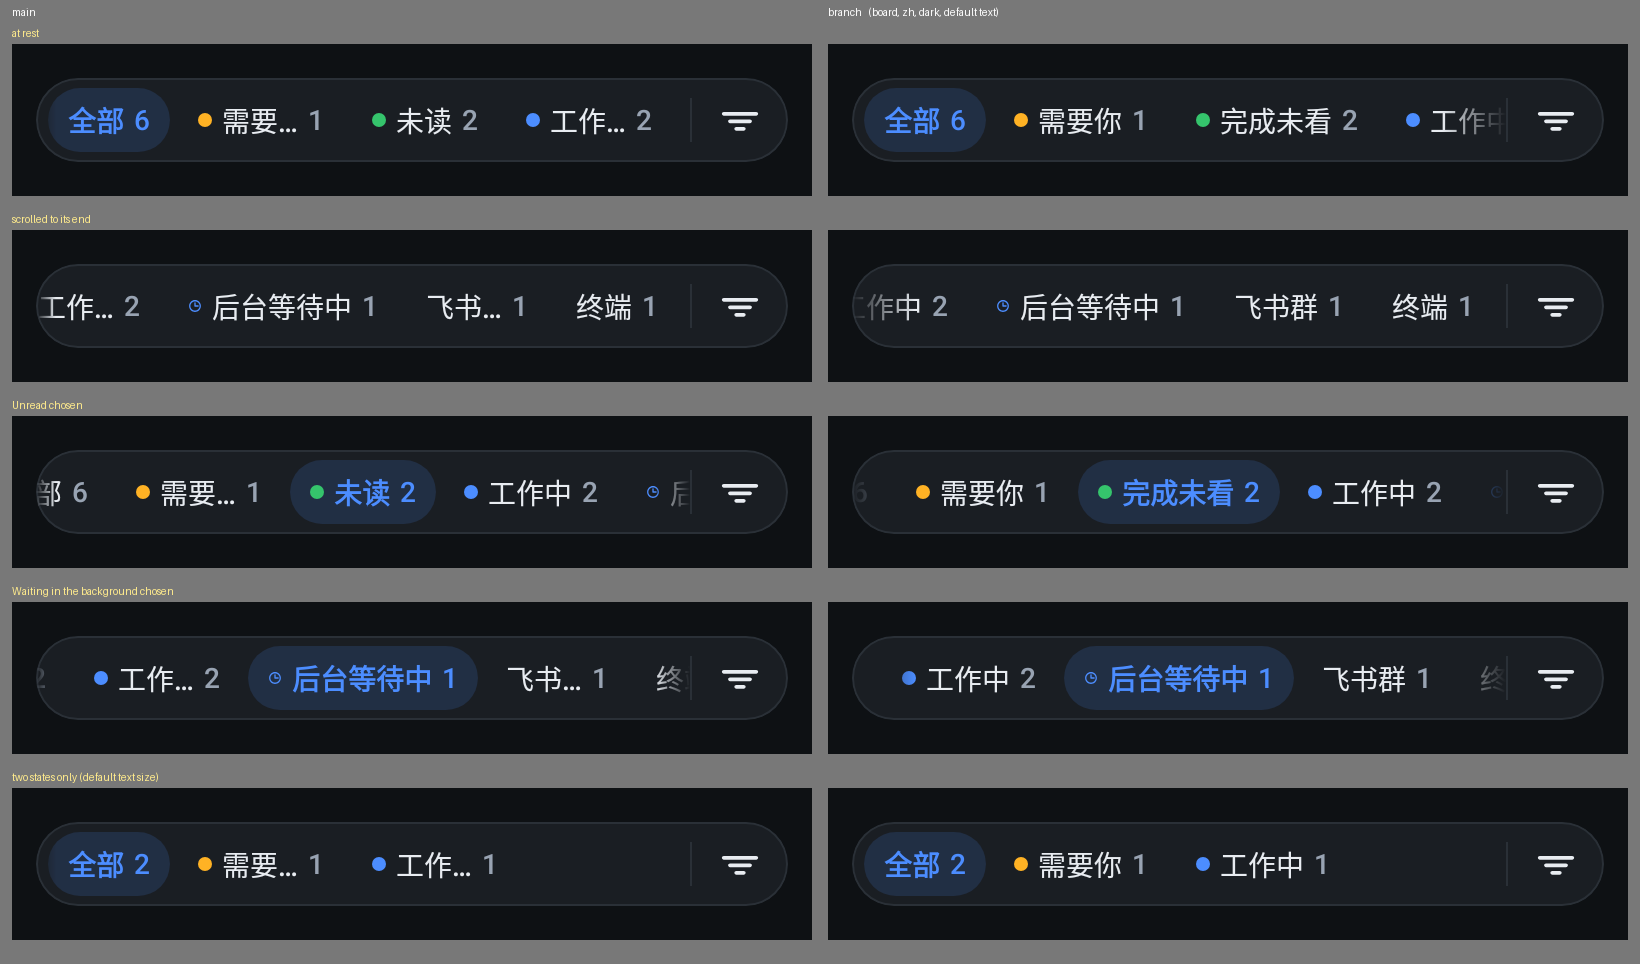 main
branch (board, zh, dark, default text)
at rest
全部 6 需要... 1 未读 2 工作... 2
全部 6 需要你 1 完成未看 2 工作中
scrolled to its end
工作... 2 后台等待中 1 飞书... 1 终端 1
工作中 2 后台等待中 1 飞书群 1 终端 1
Unread chosen
部 6 需要... 1 未读 2 工作中 2 后
6 需要你 1 完成未看 2 工作中 2
Waiting in the background chosen
2 工作... 2 后台等待中 1 飞书... 1 终
工作中 2 后台等待中 1 飞书群 1 终
two states only (default text size)
全部 2 需要... 1 工作... 1
全部 2 需要你 1 工作中 1